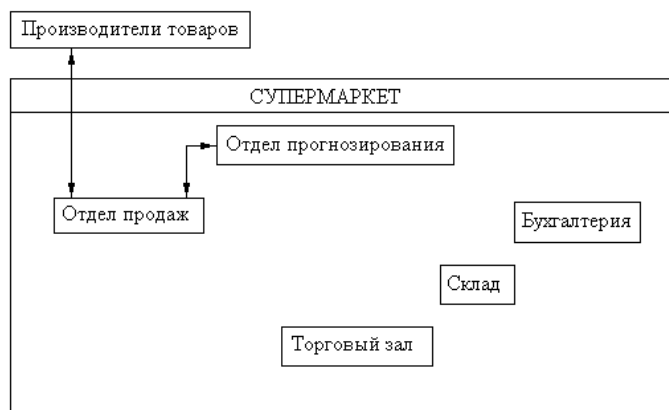 Производители товаров
СУПЕРМАРКЕТ
Отдел прогнозирования
Отдел продаж
Бухгалтерия
Склад
Торговый зал